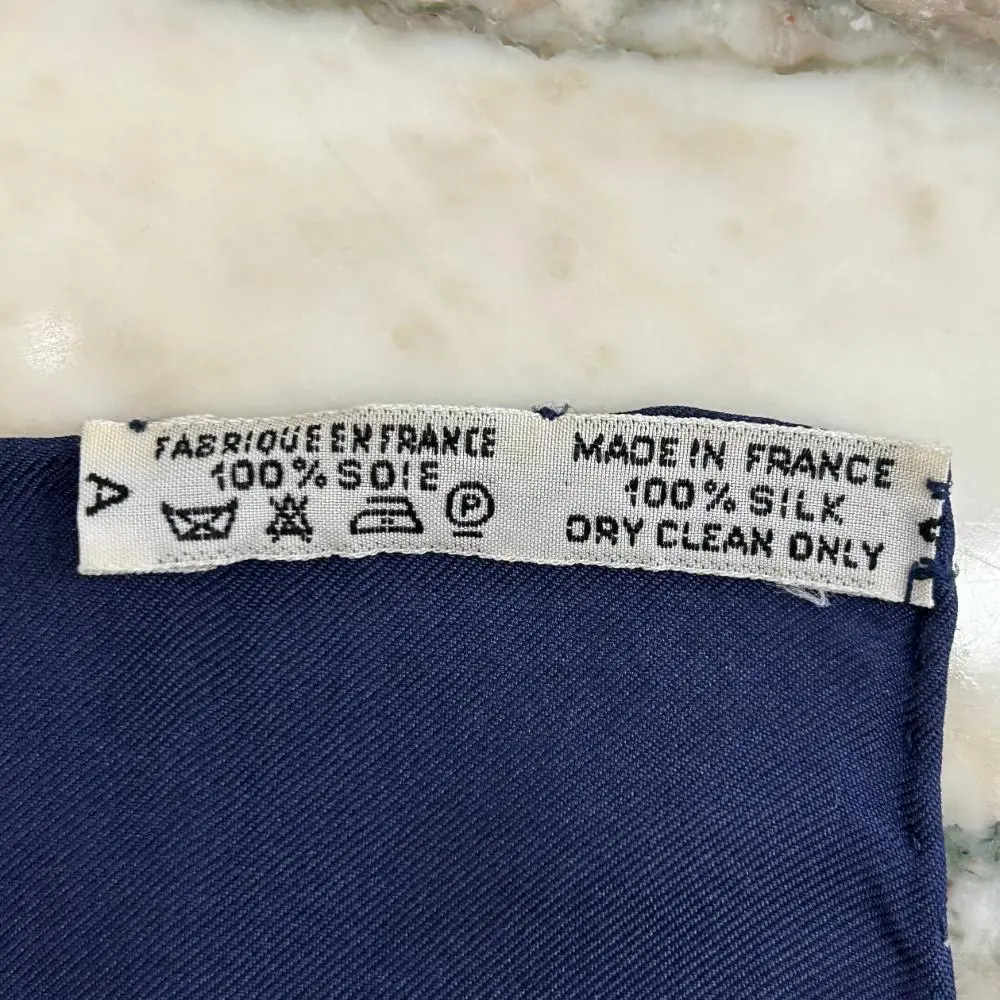 FABRIQUE EN FRANCE
100% SOIE
A
P
MADE IN FRANCE
100% SILK
DRY CLEAN ONLY